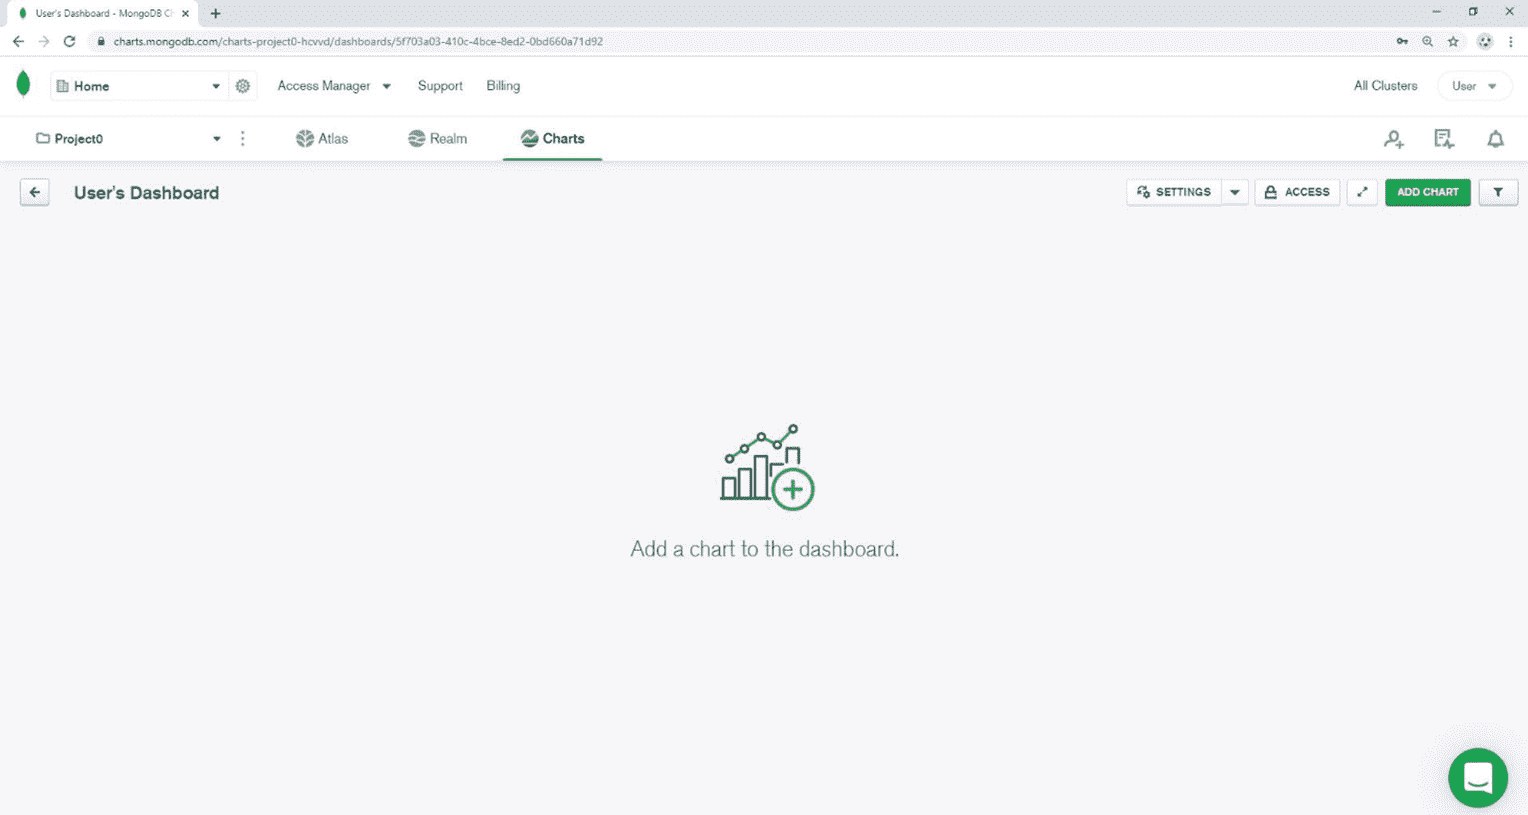 User's Dashboard - MongoDB Ch
charts.mongodb.com/charts-project0-hcvvd/dashboards/5f703a03-410c-4bce-8ed2-0bd660a71d92
Home Access Manager Support Billing All Clusters User
Project0 Atlas Realm Charts
User's Dashboard SETTINGS ACCESS ADD CHART
Add a chart to the dashboard.